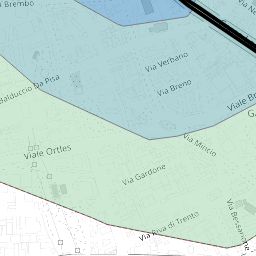 Brembo
Via Verbano
Via Breno
Balduccio Da Pisa
Viale Br
Via Mincio
Viale Ortles
Via Gardone
Via Bessarione
Via Riva di Trento